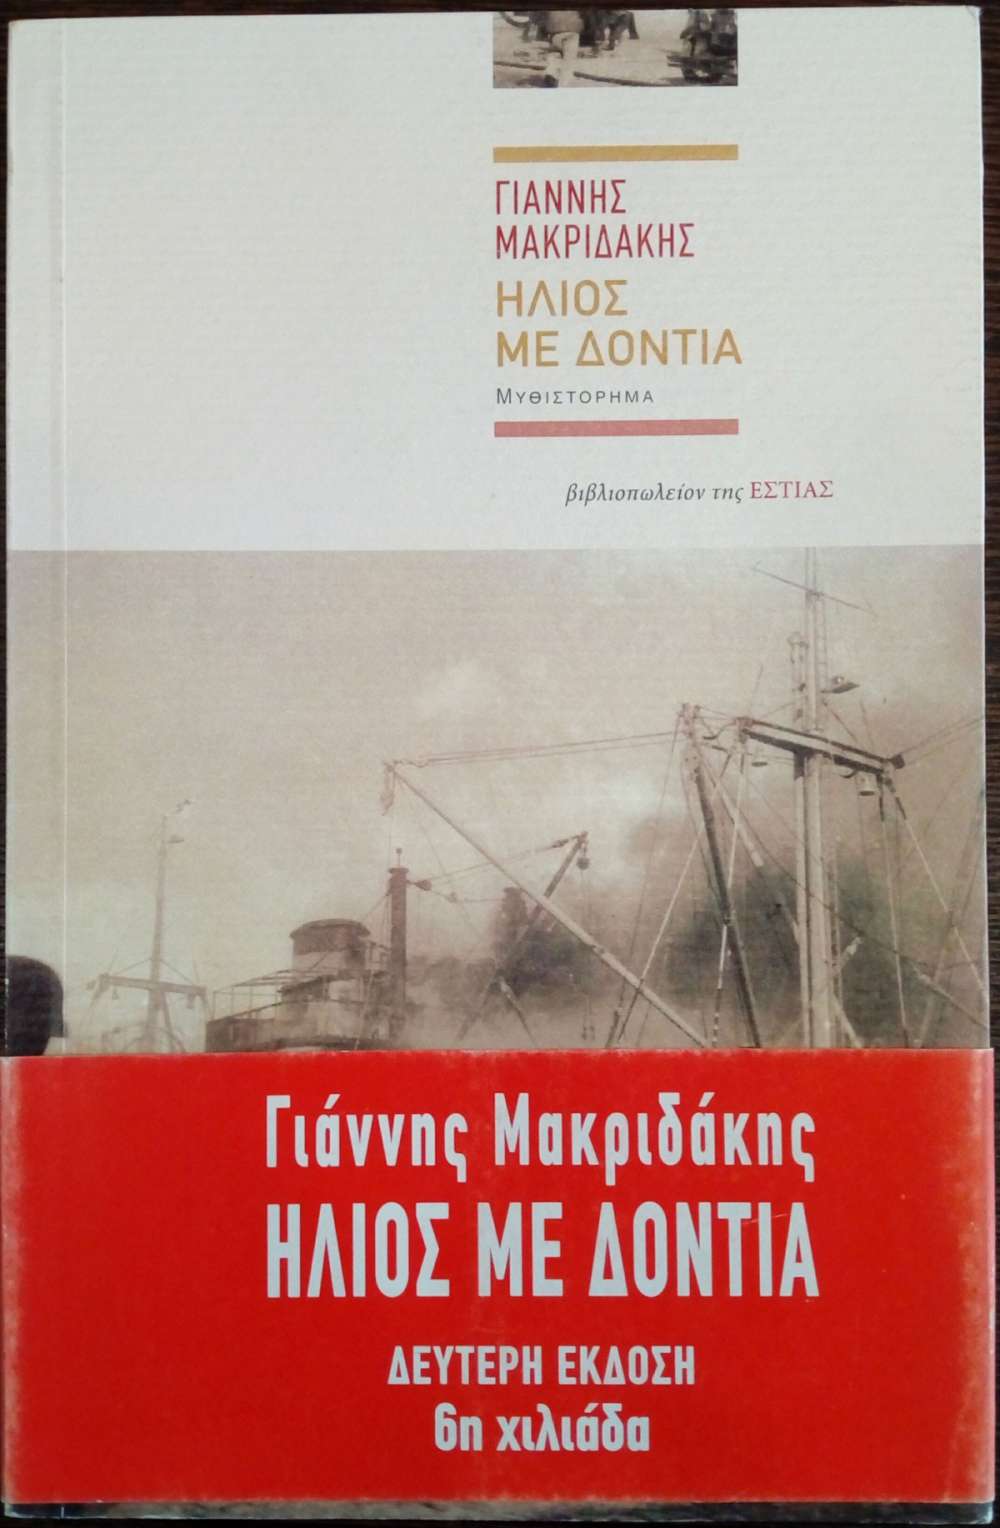 ΓΙΑΝΝΗΣ
ΜΑΚΡΙΔΑΚΗΣ
ΗΛΙΟΣ
ΜΕ ΔΟΝΤΙΑ
ΜΥΘΙΣΤΟΡΗΜΑ
βιβλιοπωλείον της ΕΣΤΙΑΣ
Γιάννης Μακριδάκης
ΗΛΙΟΣ ΜΕ ΔΟΝΤΙΑ
ΔΕΥΤΕΡΗ ΕΚΔΟΣΗ
6η χιλιάδα